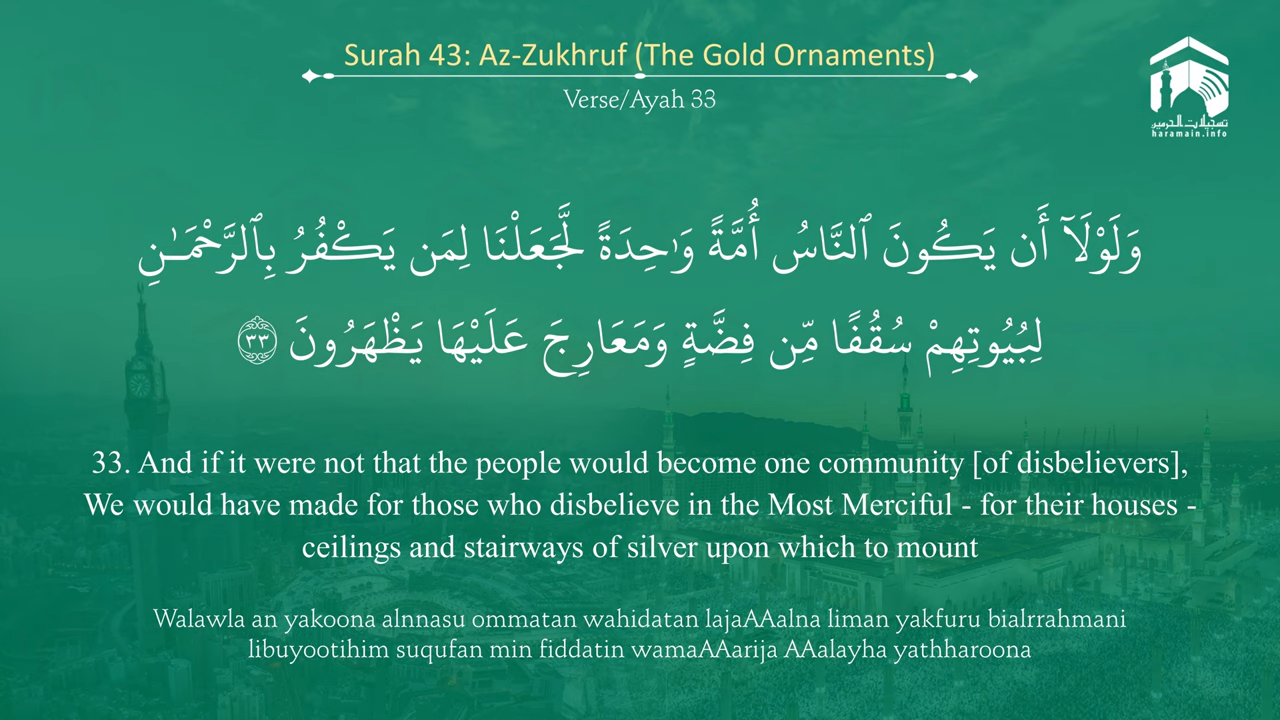 Surah 43: Az-Zukhruf (The Gold Ornaments)
Verse/Ayah 33
تسجيلات الحرمين
haramain.info
وَلَوْلَآ أَن يَكُونَ ٱلنَّاسُ أُمَّةً وَٰحِدَةً لَّجَعَلْنَا لِمَن يَكْفُرُ بِٱلرَّحْمَـٰنِ
لِبُيُوتِهِمْ سُقُفًا مِّن فِضَّةٍ وَمَعَارِجَ عَلَيْهَا يَظْهَرُونَ ٣٣
33. And if it were not that the people would become one community [of disbelievers],
We would have made for those who disbelieve in the Most Merciful - for their houses -
ceilings and stairways of silver upon which to mount
Walawla an yakoona alnnasu ommatan wahidatan lajaAAalna liman yakfuru bialrrahmani
libuyootihim suqufan min fiddatin wamaAAarija AAalayha yathharoona